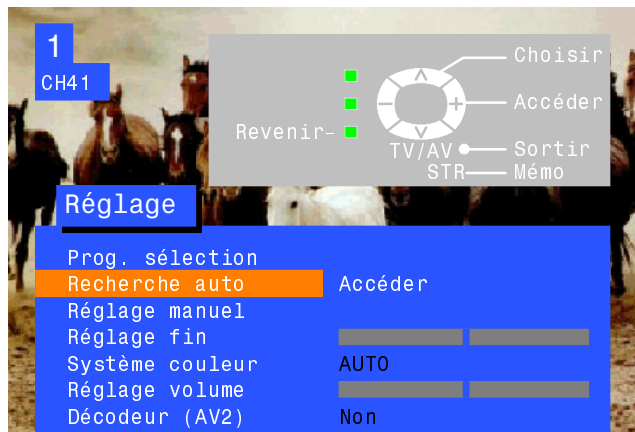 1
CH41
Choisir
Accéder
Revenir
TV/AV Sortir
STR Mémo
Réglage
Prog. sélection
Recherche auto Accéder
Réglage manuel
Réglage fin
Système couleur AUTO
Réglage volume
Décodeur (AV2) Non